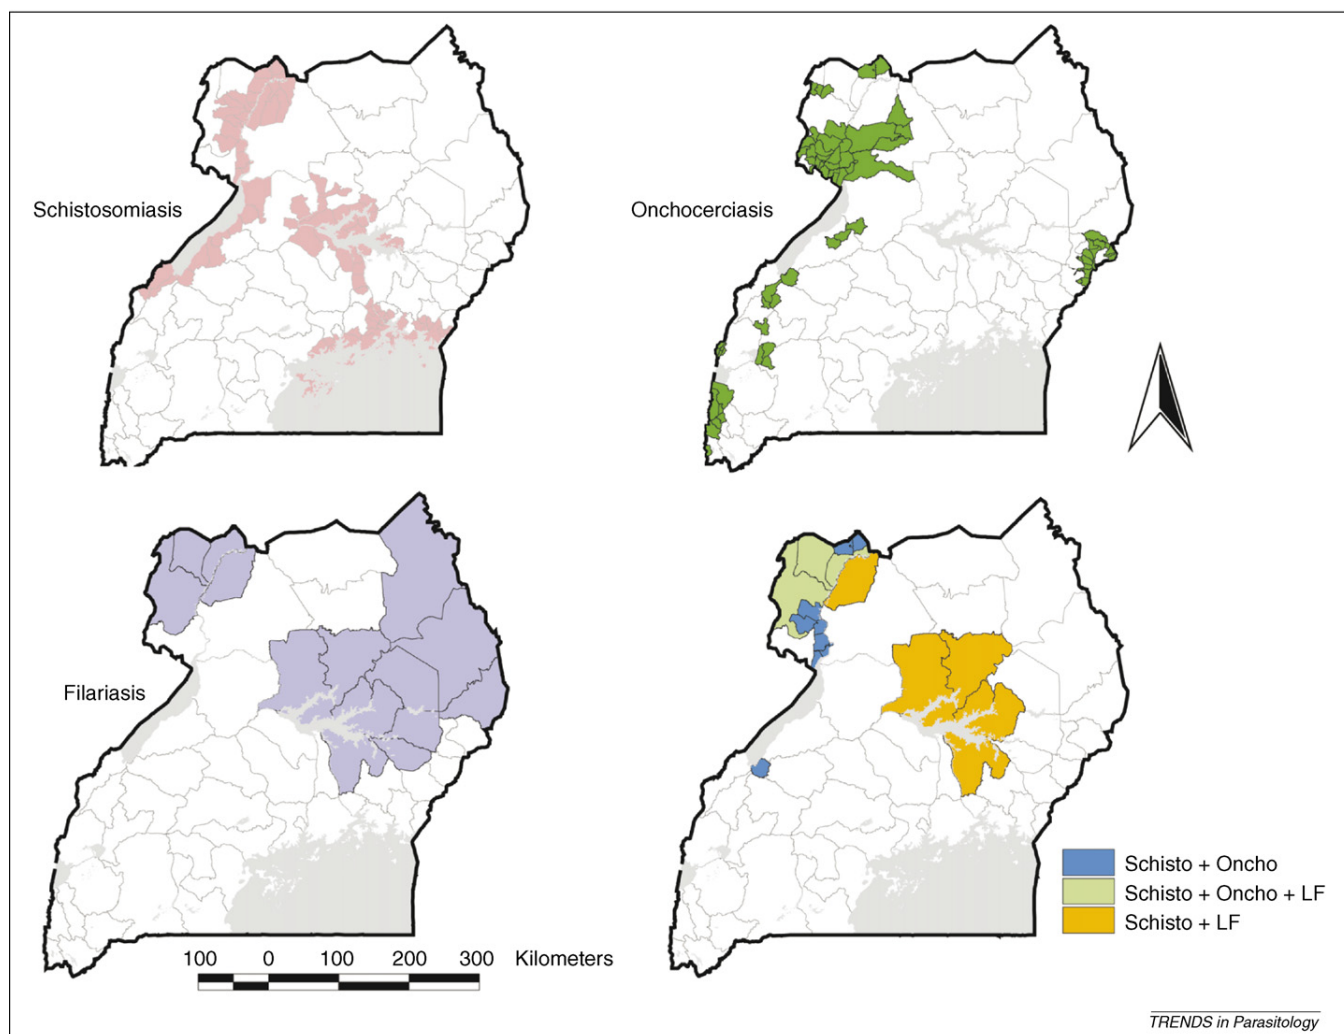 Schistosomiasis
Onchocerciasis
Filariasis
Schisto + Oncho
Schisto + Oncho + LF
Schisto + LF
100 0 100 200 300 Kilometers
TRENDS in Parasitology